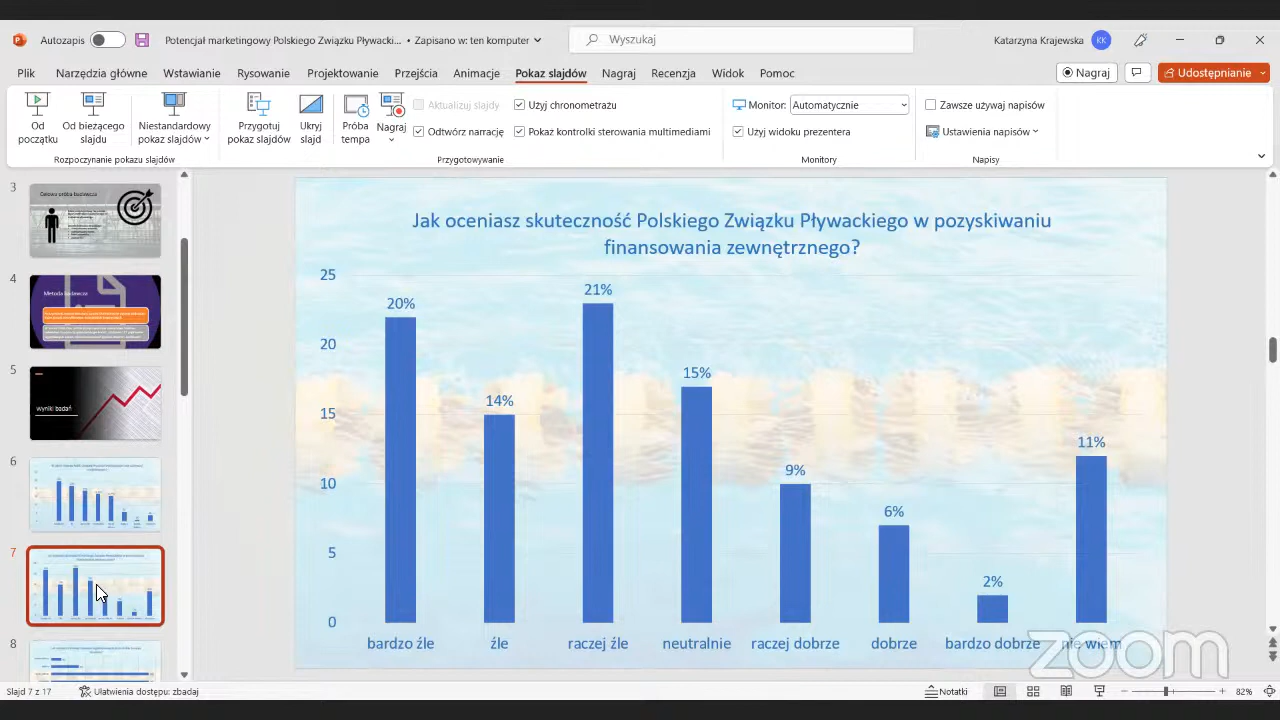 Autozapis
Potencjał marketingowy Polskiego Związku Pływacki... • Zapisano w: ten komputer
Wyszukaj
Katarzyna Krajewska KK
Plik Narzędzia główne Wstawianie Rysowanie Projektowanie Przejścia Animacje Pokaz slajdów Nagraj Recenzja Widok Pomoc
Nagraj
Udostępnianie
Od początku
Od bieżącego slajdu
Niestandardowy pokaz slajdów
Rozpoczynanie pokazu slajdów
Przygotuj pokaz slajdów
Ukryj slajd
Próba tempa
Nagraj
Aktualizuj slajdy
Odtwórz narrację
Użyj chronometrażu
Pokaż kontrolki sterowania multimediami
Przygotowywanie
Monitor: Automatycznie
Użyj widoku prezentera
Monitory
Zawsze używaj napisów
Ustawienia napisów
Napisy
3
4
Metoda badawcza
5
Wyniki badań
6
7
8
Jak oceniasz skuteczność Polskiego Związku Pływackiego w pozyskiwaniu
finansowania zewnętrznego?
25
20
15
10
5
0
20%
14%
21%
15%
9%
6%
2%
11%
bardzo źle źle raczej źle neutralnie raczej dobrze dobrze bardzo dobrze nie wiem
zoom
Slajd 7 z 17
Ułatwienia dostępu: zbadaj
Notatki
82%